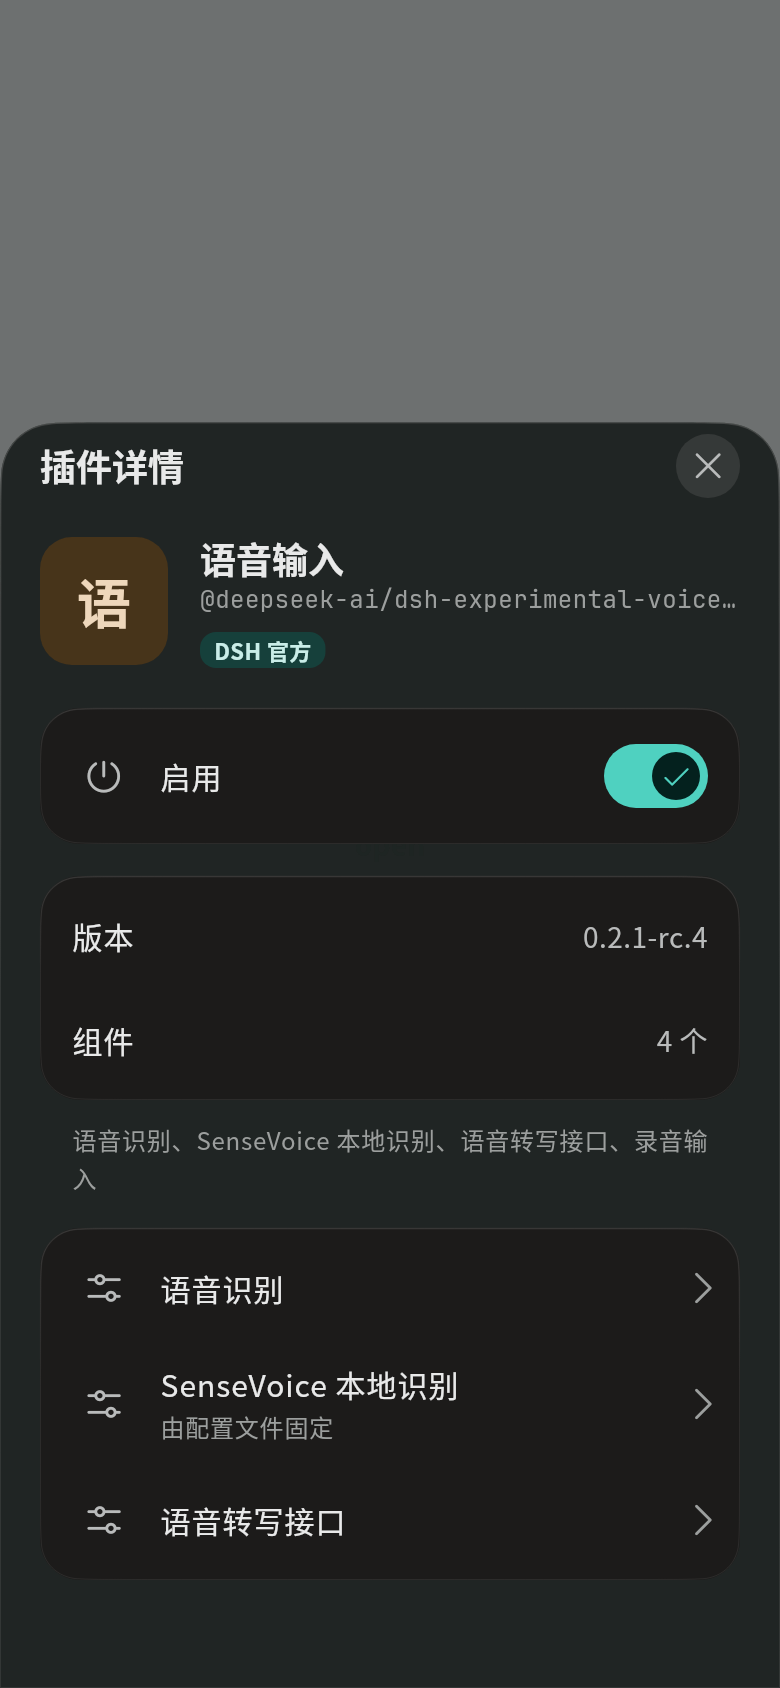 插件详情
语
语音输入
@deepseek-ai/dsh-experimental-voice…
DSH 官方
启用
版本
0.2.1-rc.4
组件
4 个
语音识别、SenseVoice 本地识别、语音转写接口、录音输
入
语音识别
SenseVoice 本地识别
由配置文件固定
语音转写接口